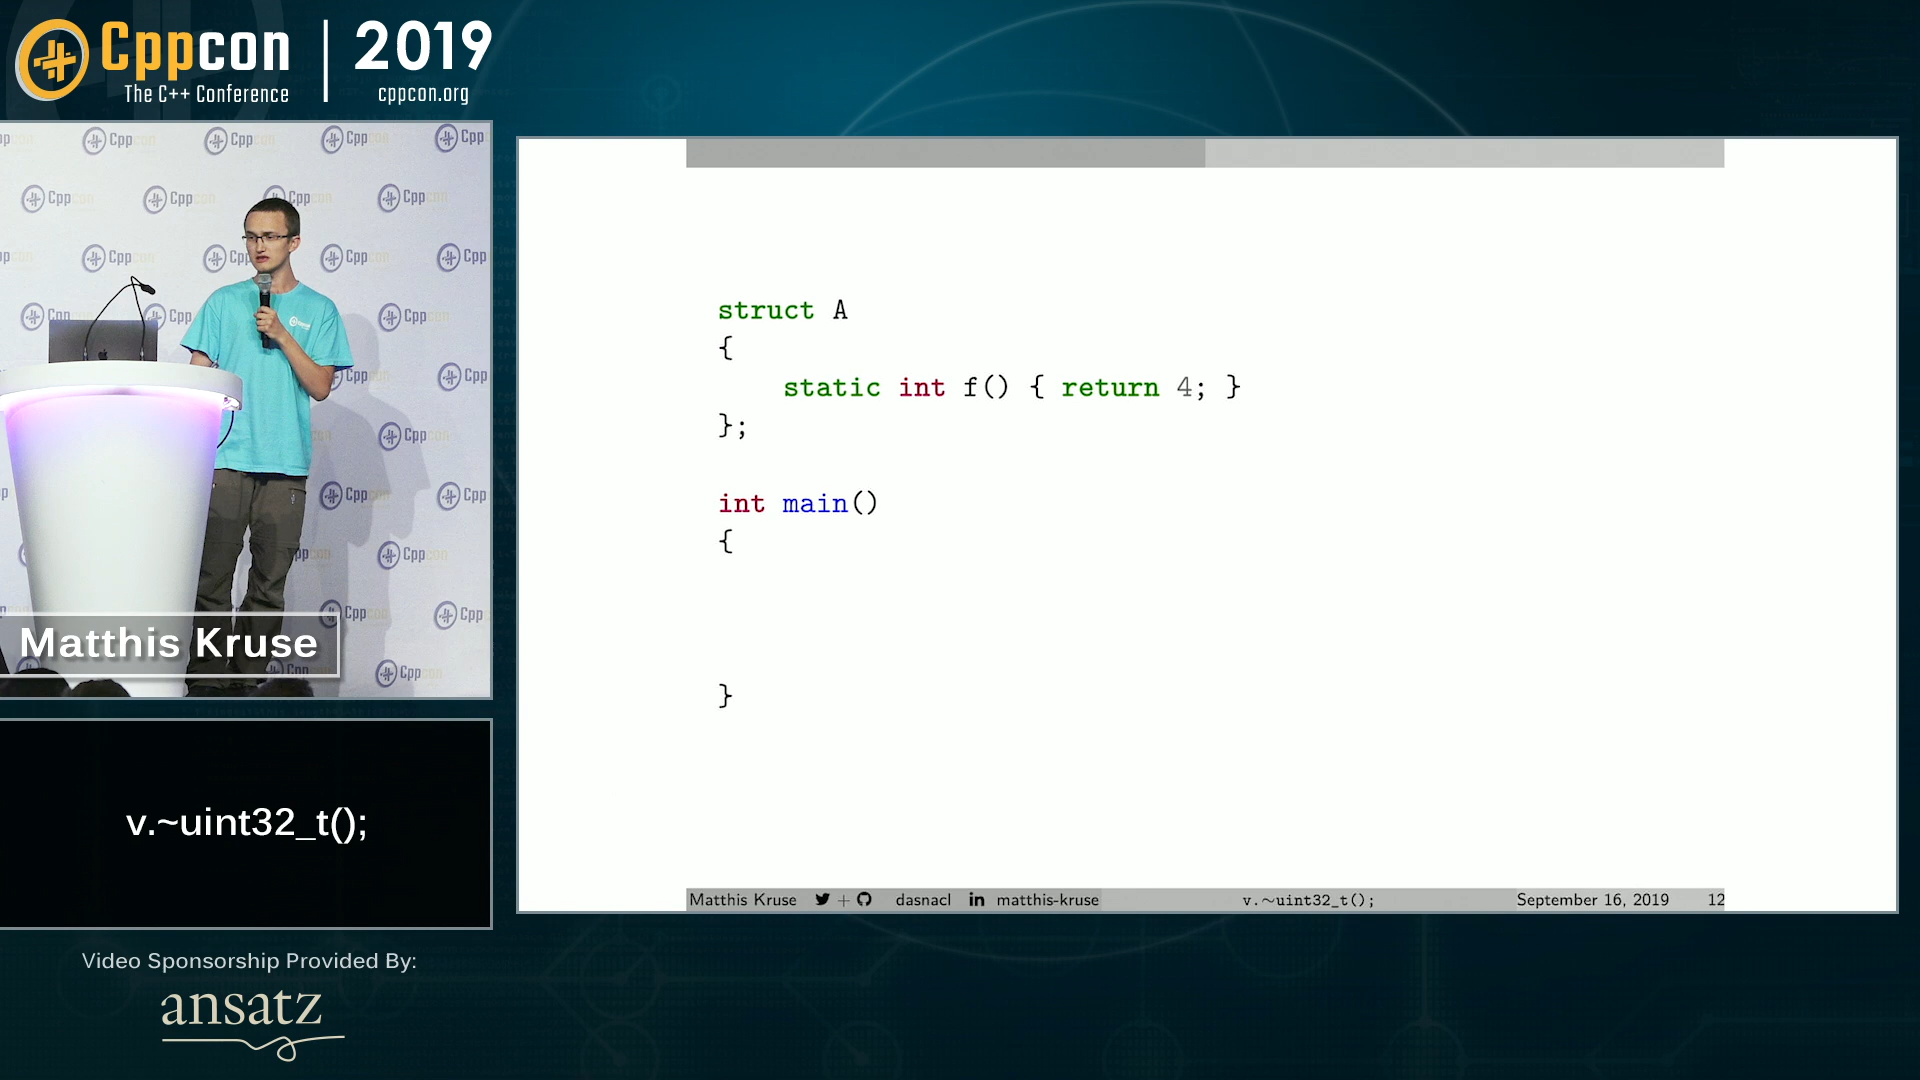 Cppcon
The C++ Conference
2019
cppcon.org
Matthis Kruse
v.~uint32_t();
Video Sponsorship Provided By:
ansatz
struct A
{
static int f() { return 4; }
};
int main()
{
}
Matthis Kruse + dasnacl in matthis-kruse v.~uint32_t(); September 16, 2019 12